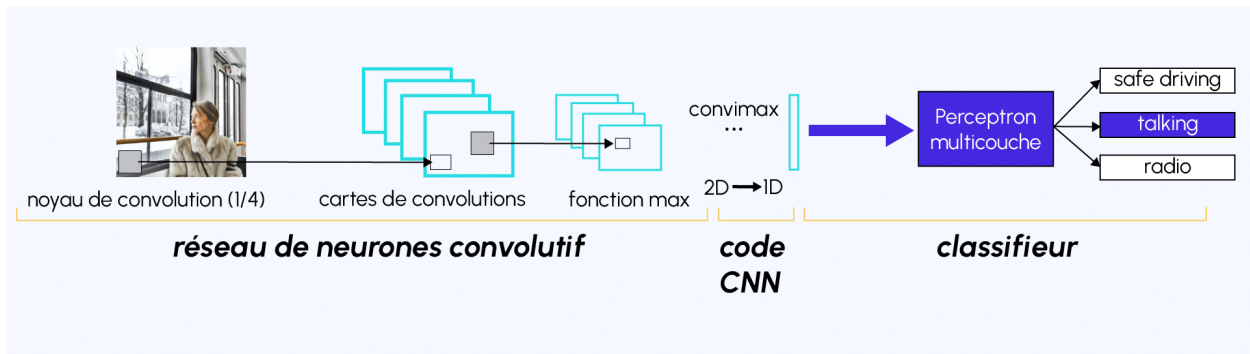 noyau de convolution (1/4)
cartes de convolutions
fonction max
convimax
...
2D 1D
Perceptron
multicouche
safe driving
talking
radio
réseau de neurones convolutif
code
CNN
classifieur